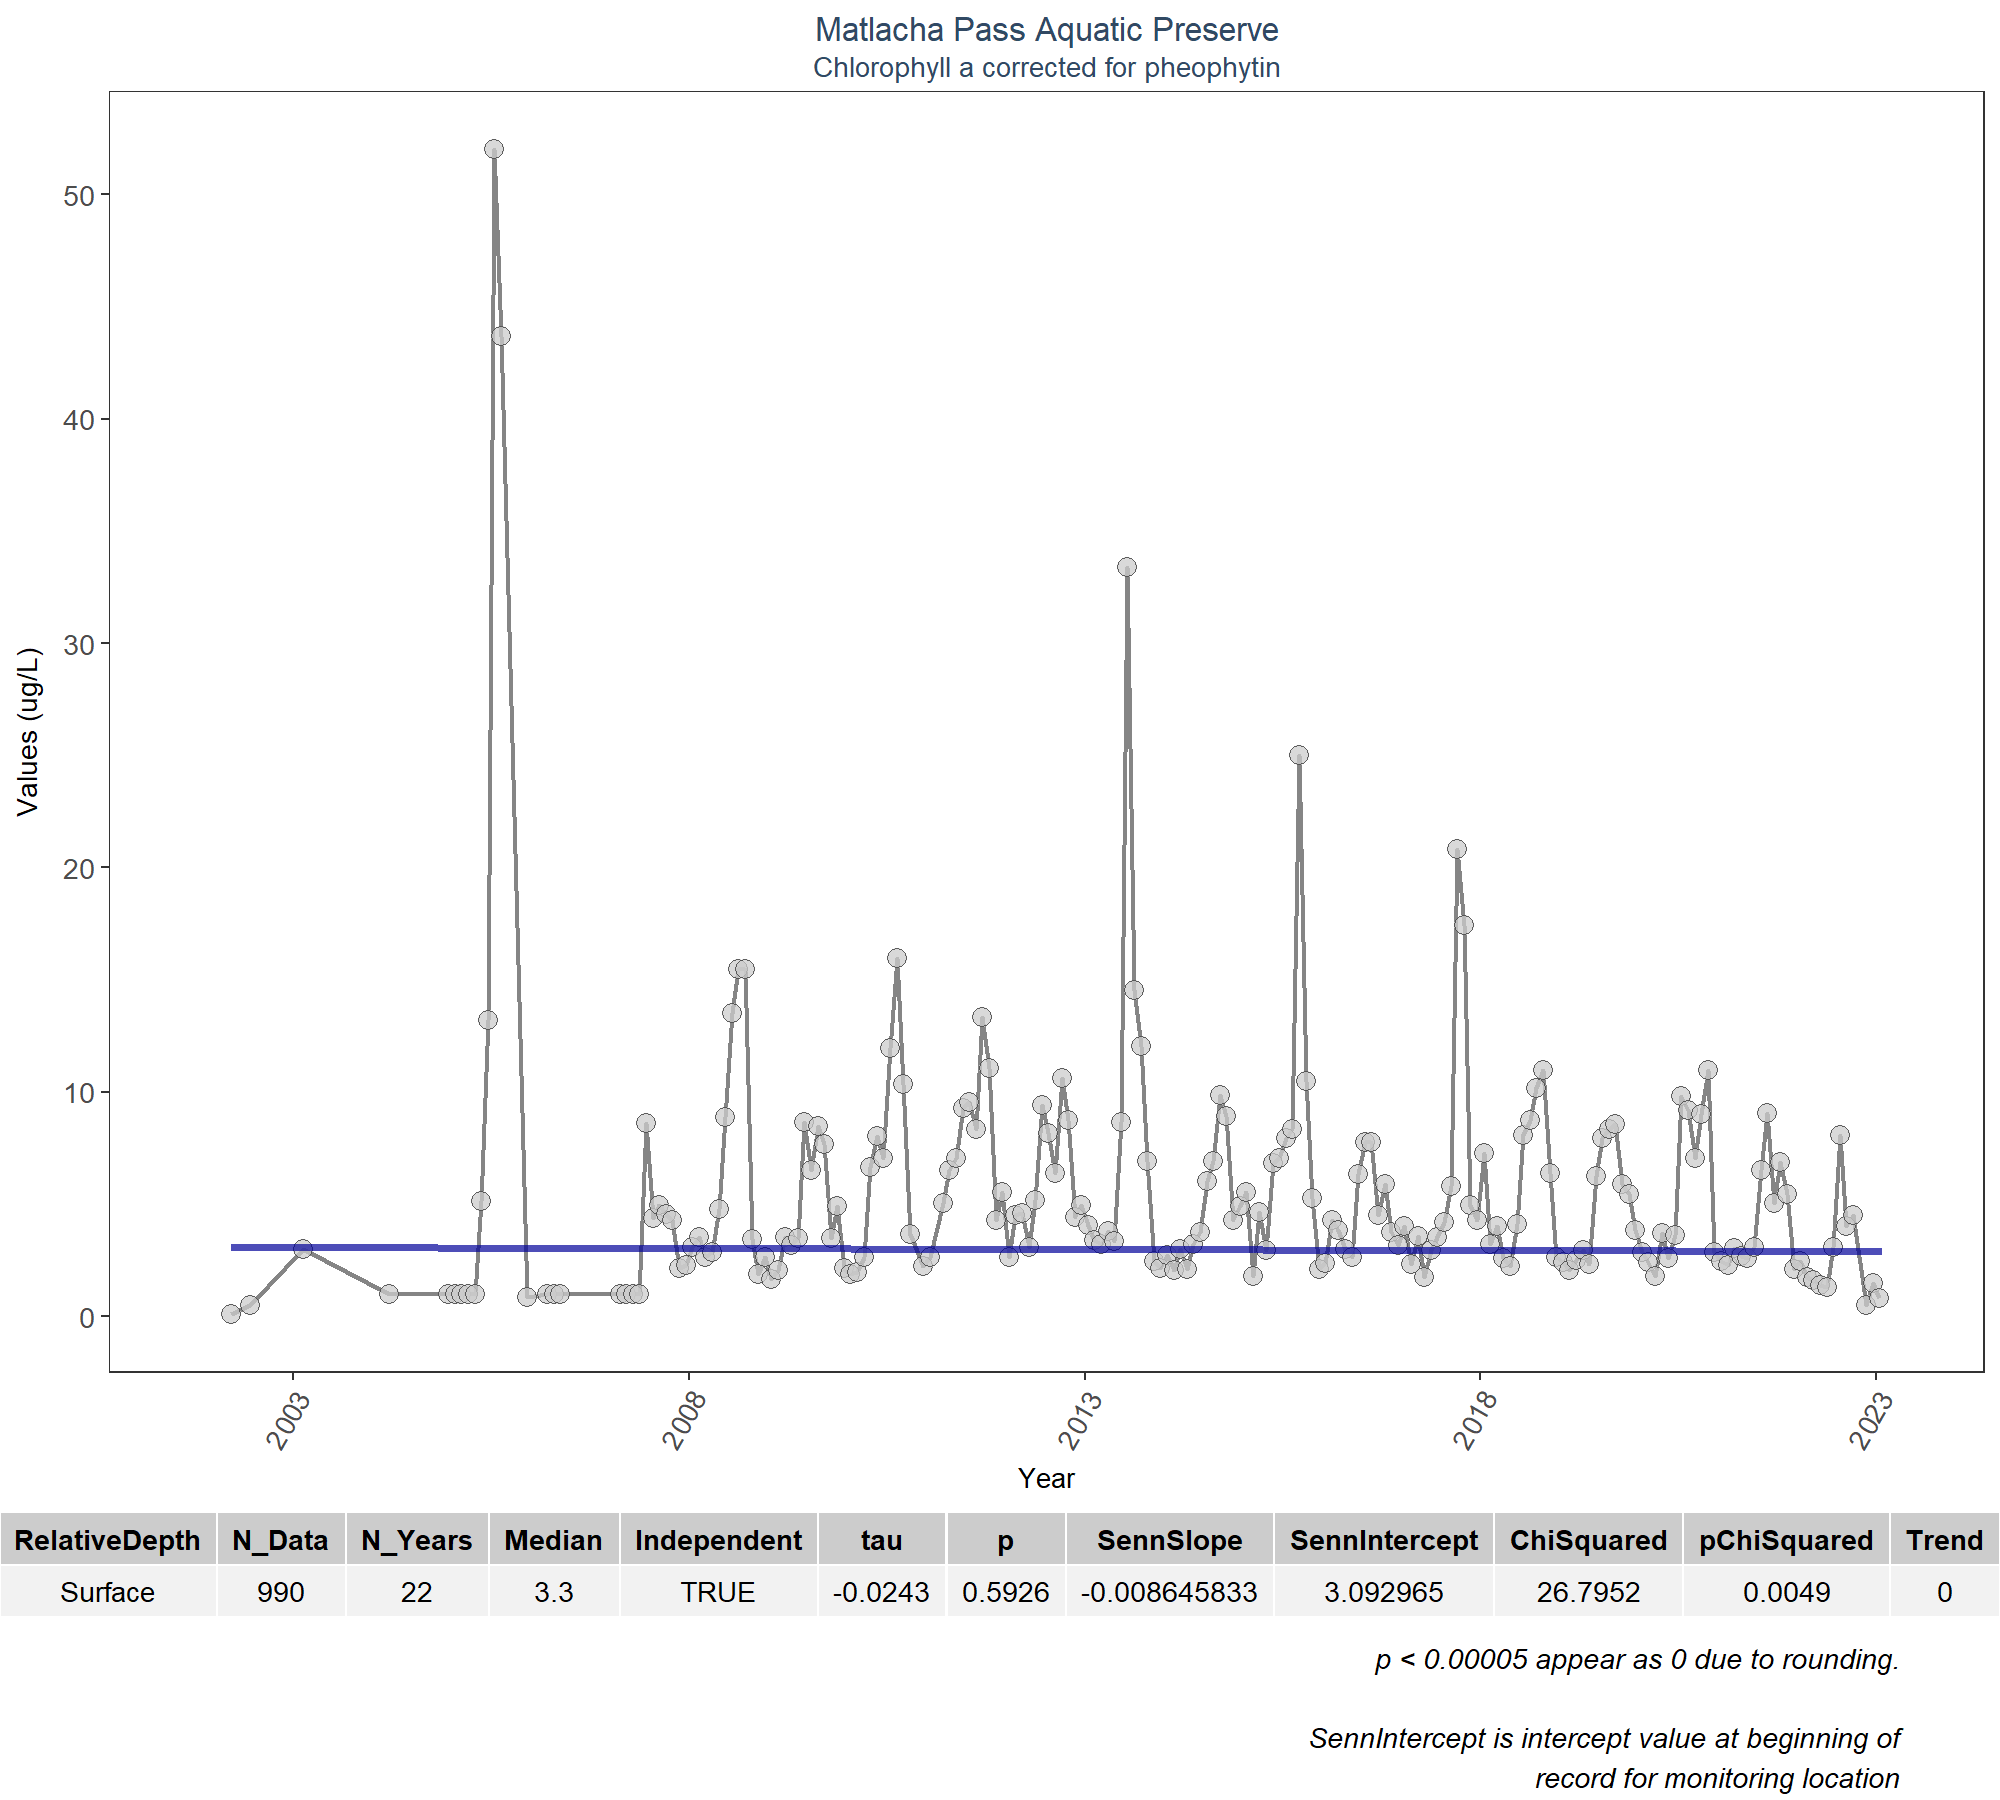 Matlacha Pass Aquatic Preserve
Chlorophyll a corrected for pheophytin
Values (ug/L)
50
40
30
20
10
0
2003
2008
2013
2018
2023
Year
RelativeDepth N_Data N_Years Median Independent tau p SennSlope SennIntercept ChiSquared pChiSquared Trend
Surface 990 22 3.3 TRUE -0.0243 0.5926 -0.008645833 3.092965 26.7952 0.0049 0
p < 0.00005 appear as 0 due to rounding.
SennIntercept is intercept value at beginning of
record for monitoring location